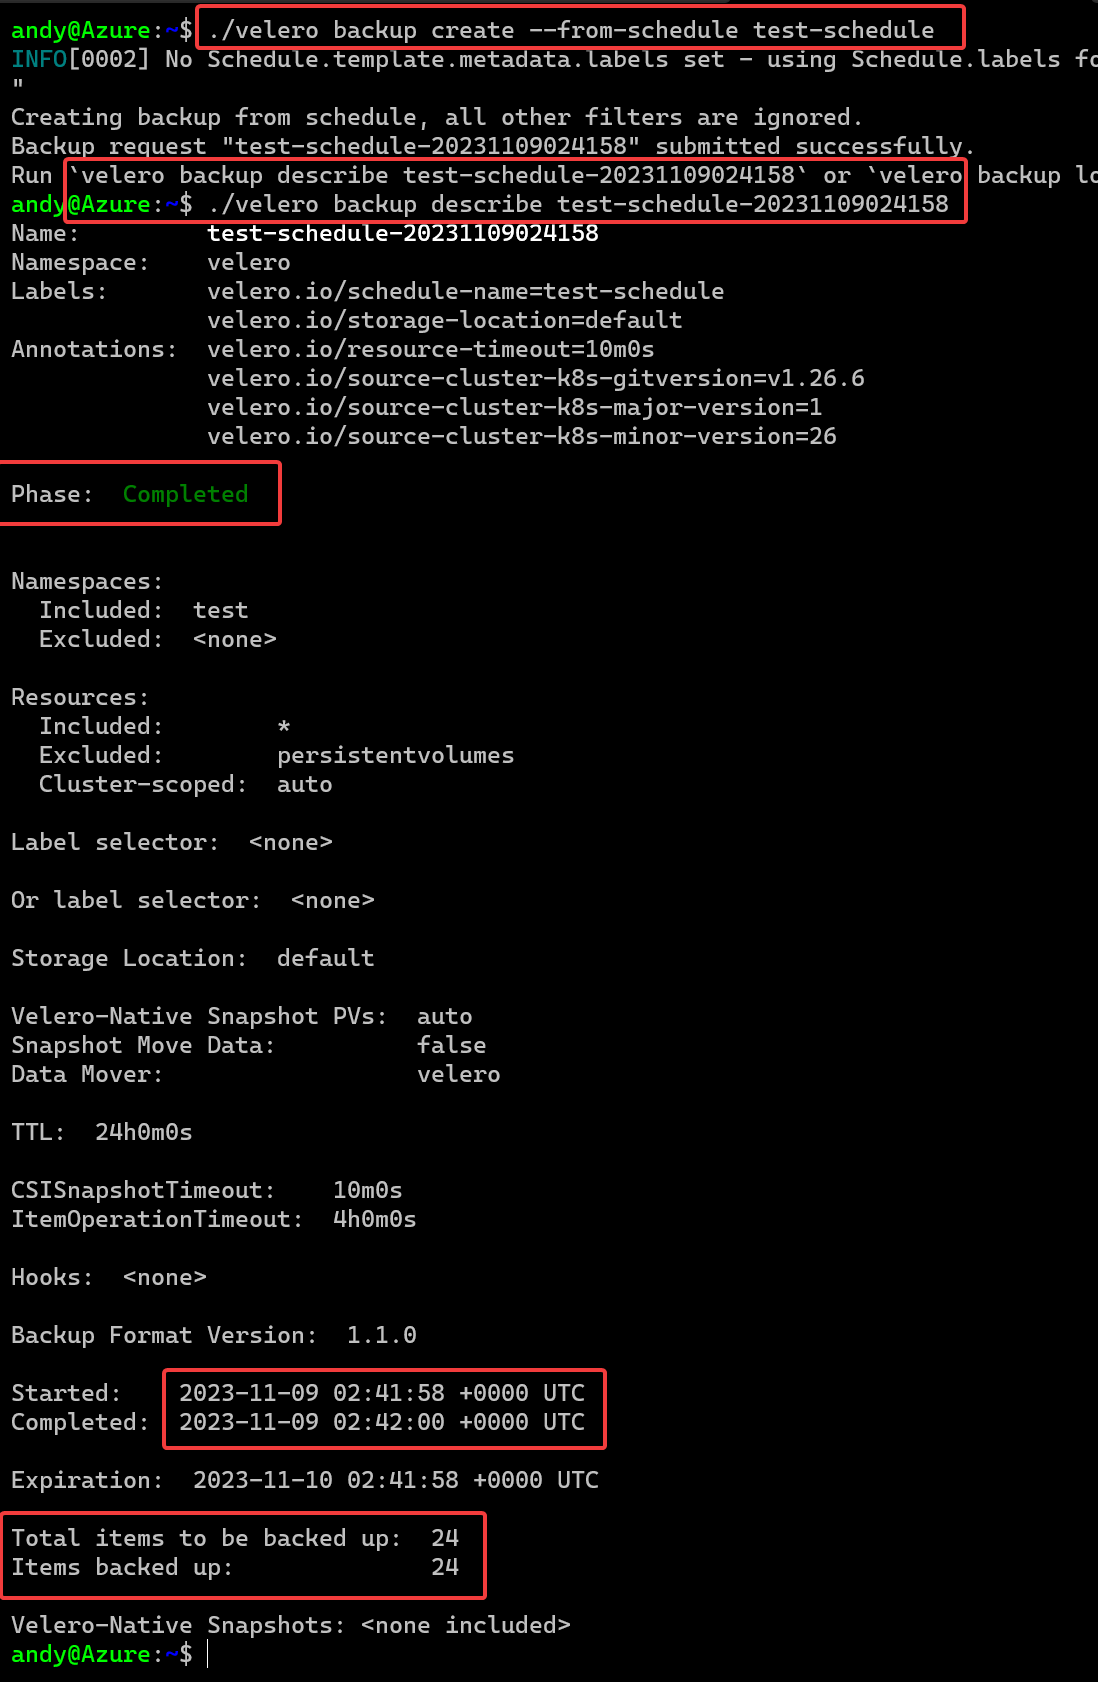 andy@Azure:~$ ./velero backup create --from-schedule test-schedule
INFO[0002] No Schedule.template.metadata.labels set - using Schedule.labels
"
Creating backup from schedule, all other filters are ignored.
Backup request "test-schedule-20231109024158" submitted successfully.
Run `velero backup describe test-schedule-20231109024158` or `velero backup
andy@Azure:~$ ./velero backup describe test-schedule-20231109024158
Name:         test-schedule-20231109024158
Namespace:    velero
Labels:       velero.io/schedule-name=test-schedule
              velero.io/storage-location=default
Annotations:  velero.io/resource-timeout=10m0s
              velero.io/source-cluster-k8s-gitversion=v1.26.6
              velero.io/source-cluster-k8s-major-version=1
              velero.io/source-cluster-k8s-minor-version=26
Phase:  Completed
Namespaces:
  Included:  test
  Excluded:  <none>
Resources:
  Included:        *
  Excluded:        persistentvolumes
  Cluster-scoped:  auto
Label selector:  <none>
Or label selector:  <none>
Storage Location:  default
Velero-Native Snapshot PVs:  auto
Snapshot Move Data:          false
Data Mover:                  velero
TTL:  24h0m0s
CSISnapshotTimeout:    10m0s
ItemOperationTimeout:  4h0m0s
Hooks:  <none>
Backup Format Version:  1.1.0
Started:    2023-11-09 02:41:58 +0000 UTC
Completed:  2023-11-09 02:42:00 +0000 UTC
Expiration:  2023-11-10 02:41:58 +0000 UTC
Total items to be backed up:  24
Items backed up:              24
Velero-Native Snapshots: <none included>
andy@Azure:~$